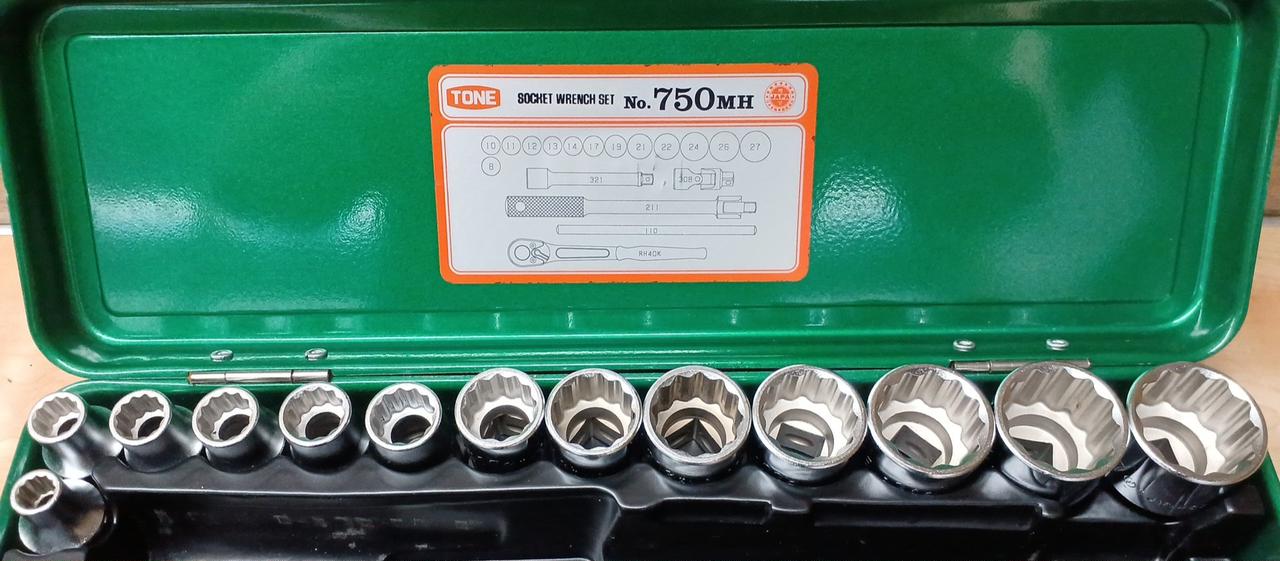 TONE SOCKET WRENCH SET No. 750MH JAPAN
10 11 12 13 14 17 19 21 22 24 26 27
8
321 308
211
110
RH40K